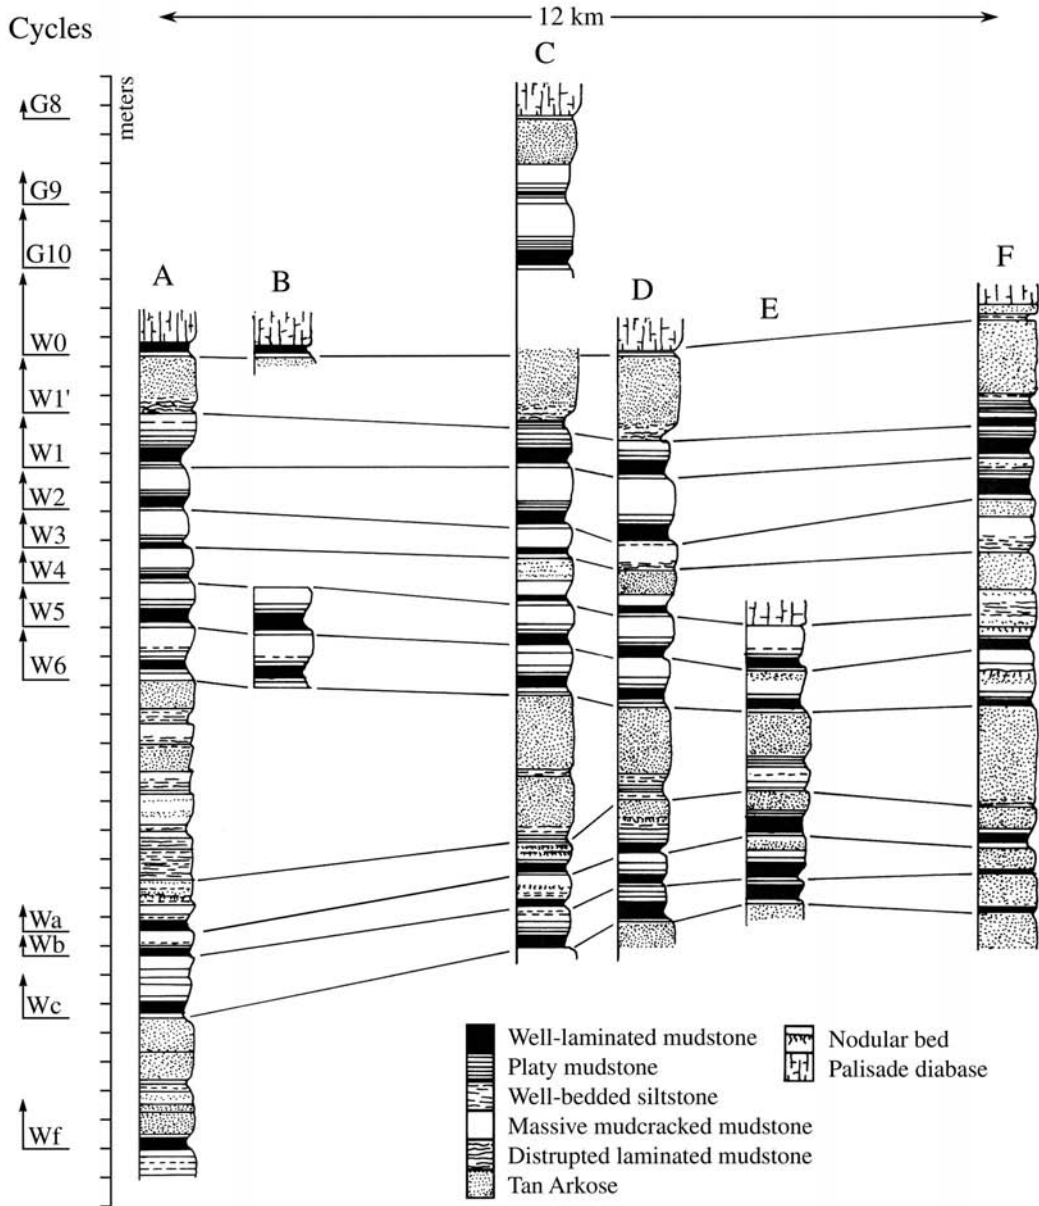 12 km
Cycles
C
meters
G8
G9
G10
A
B
D
E
F
W0
W1'
W1
W2
W3
W4
W5
W6
Wa
Wb
Wc
Wf
Well-laminated mudstone
Platy mudstone
Well-bedded siltstone
Massive mudcracked mudstone
Distrupted laminated mudstone
Tan Arkose
Nodular bed
Palisade diabase